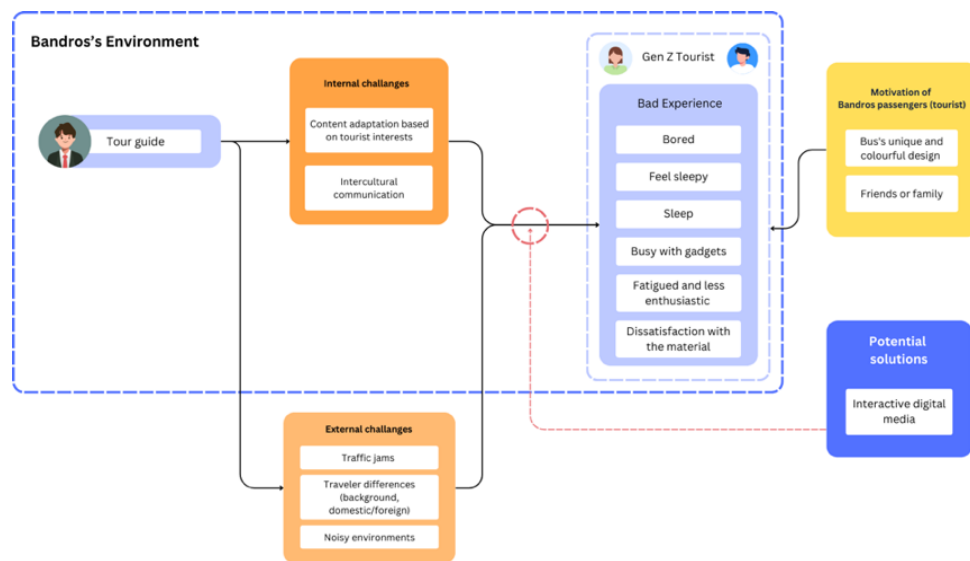 Bandros's Environment
Tour guide
Internal challanges
Content adaptation based
on tourist interests
Intercultural
communication
External challanges
Traffic jams
Traveler differences
(background,
domestic/foreign)
Noisy environments
Gen Z Tourist
Bad Experience
Bored
Feel sleepy
Sleep
Busy with gadgets
Fatigued and less
enthusiastic
Dissatisfaction with
the material
Motivation of
Bandros passengers (tourist)
Bus's unique and
colourful design
Friends or family
Potential
solutions
Interactive digital
media